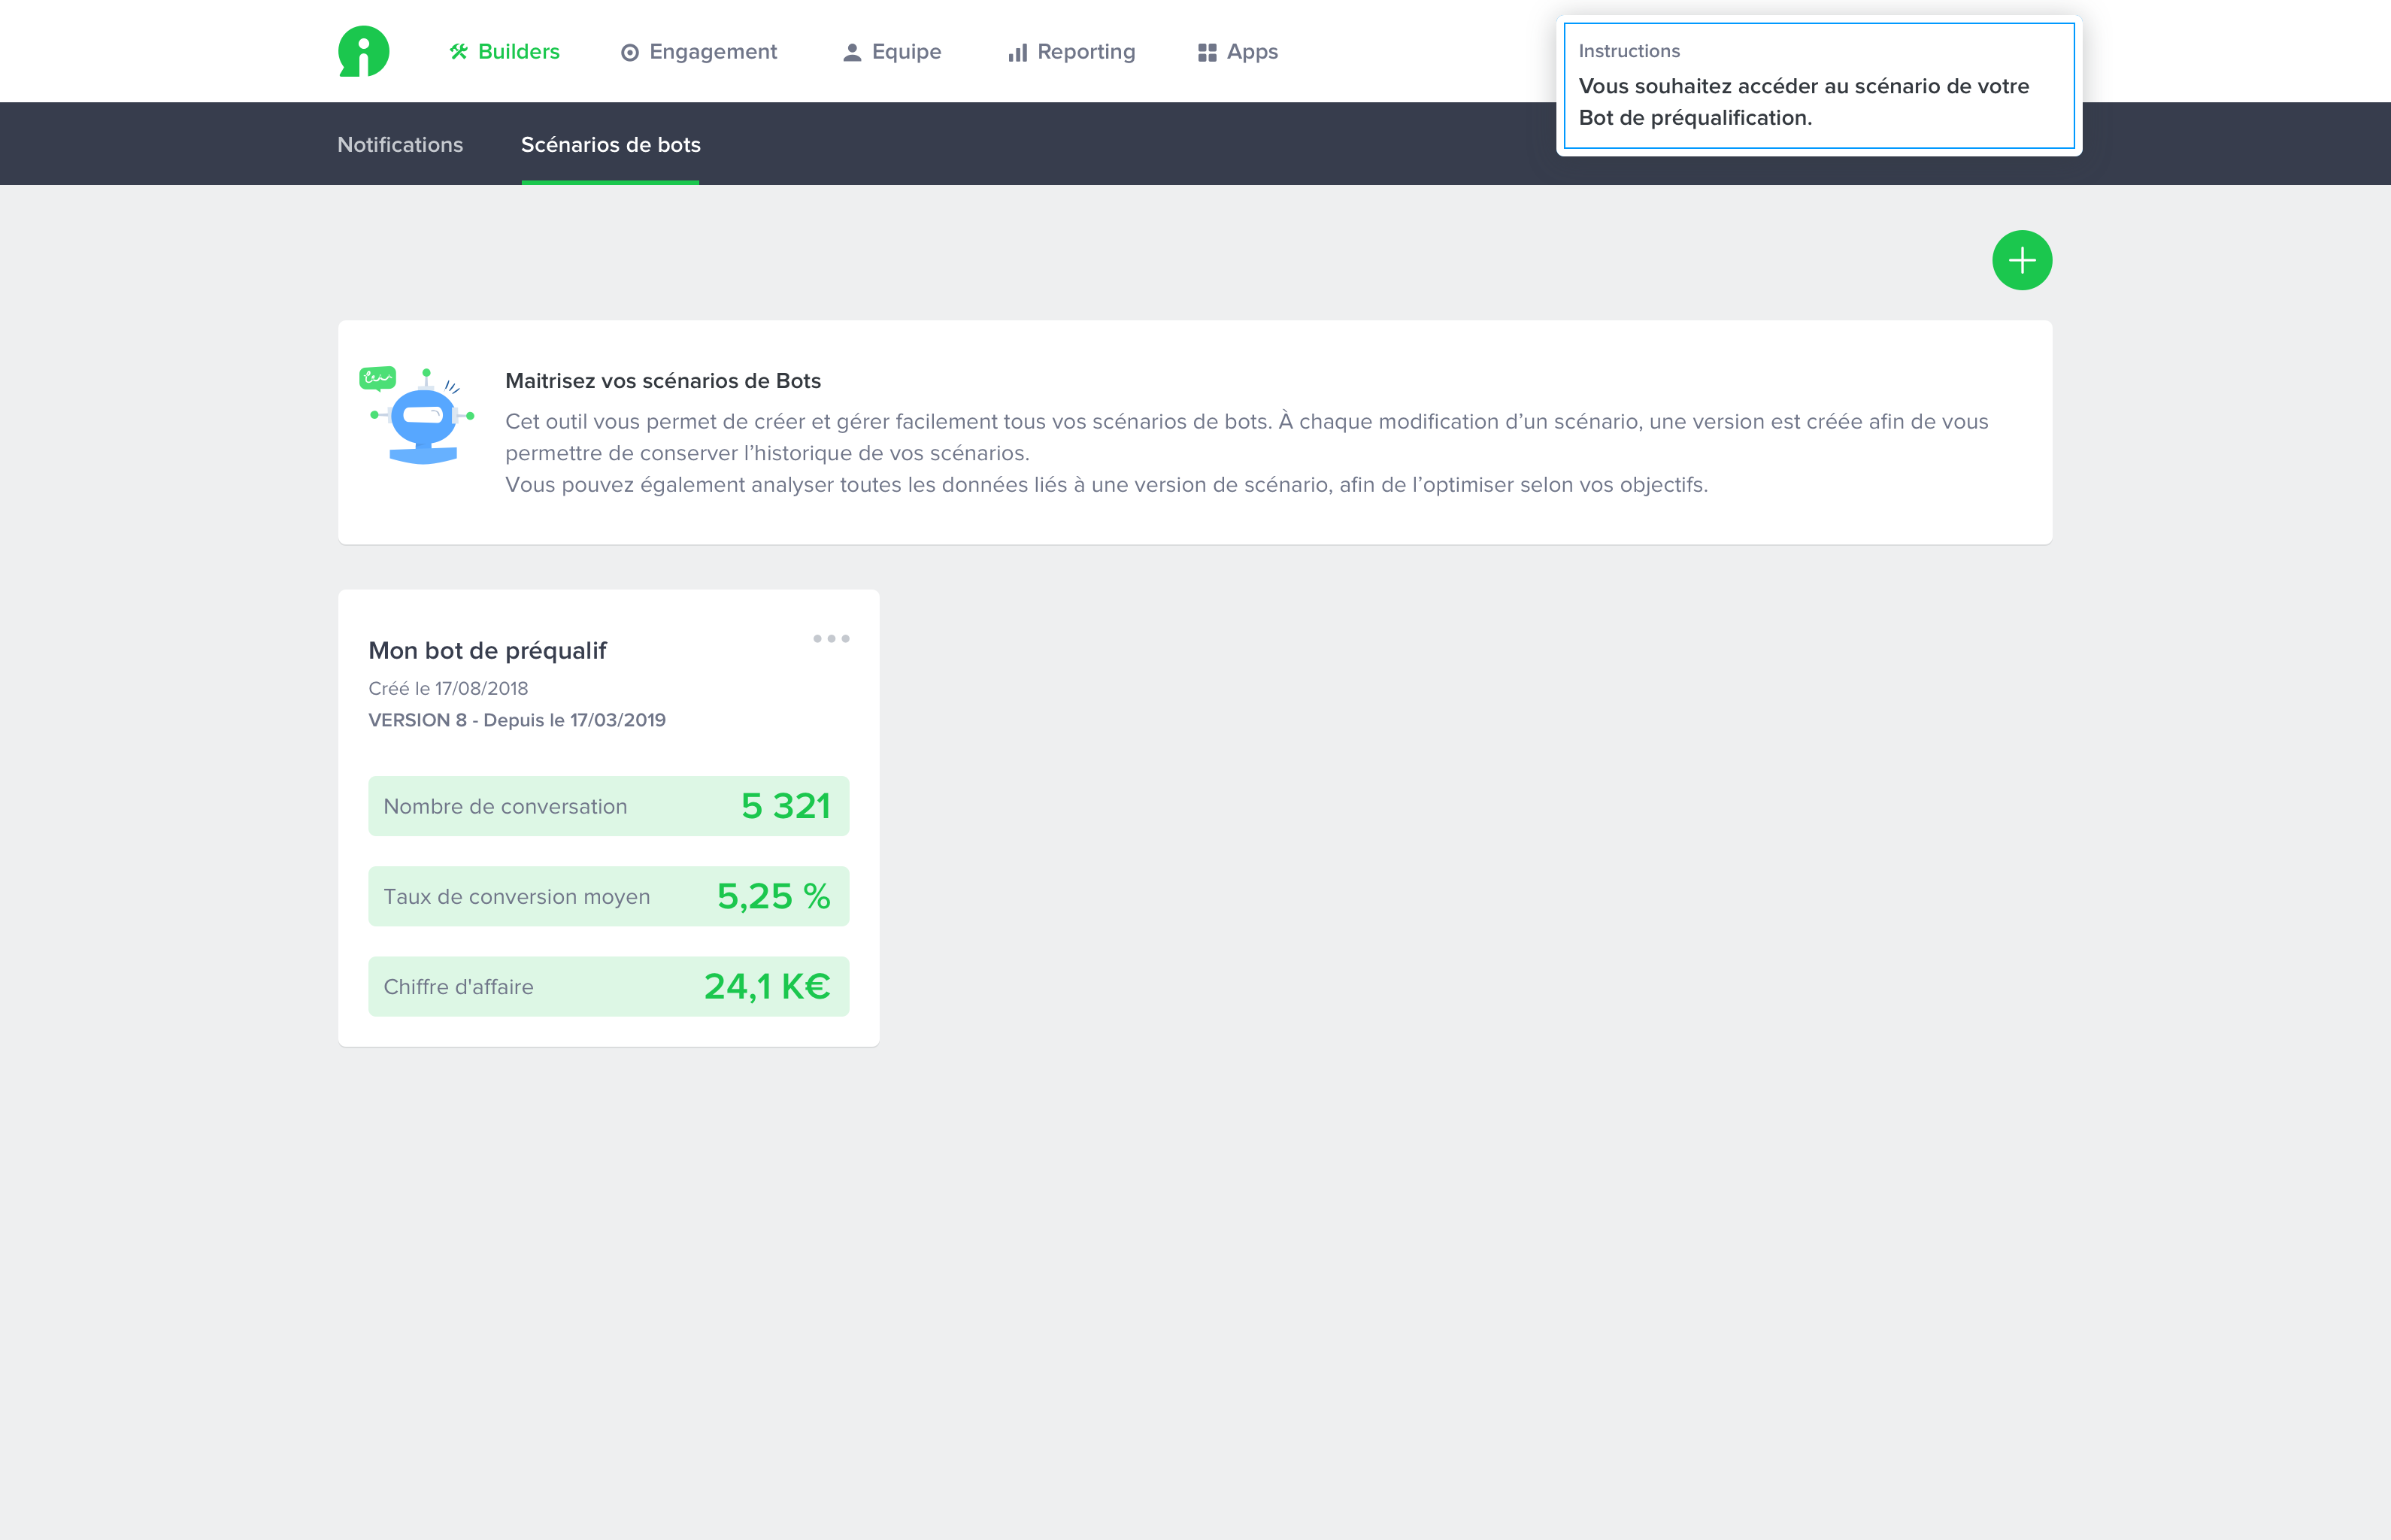 Builders
Engagement
Equipe
Reporting
Apps
Instructions
Vous souhaitez accéder au scénario de votre
Bot de préqualification.
Notifications
Scénarios de bots
Maitrisez vos scénarios de Bots
Cet outil vous permet de créer et gérer facilement tous vos scénarios de bots. À chaque modification d’un scénario, une version est créée afin de vous
permettre de conserver l’historique de vos scénarios.
Vous pouvez également analyser toutes les données liés à une version de scénario, afin de l’optimiser selon vos objectifs.
Mon bot de préqualif
Créé le 17/08/2018
VERSION 8 - Depuis le 17/03/2019
Nombre de conversation 5 321
Taux de conversion moyen 5,25 %
Chiffre d'affaire 24,1 K€